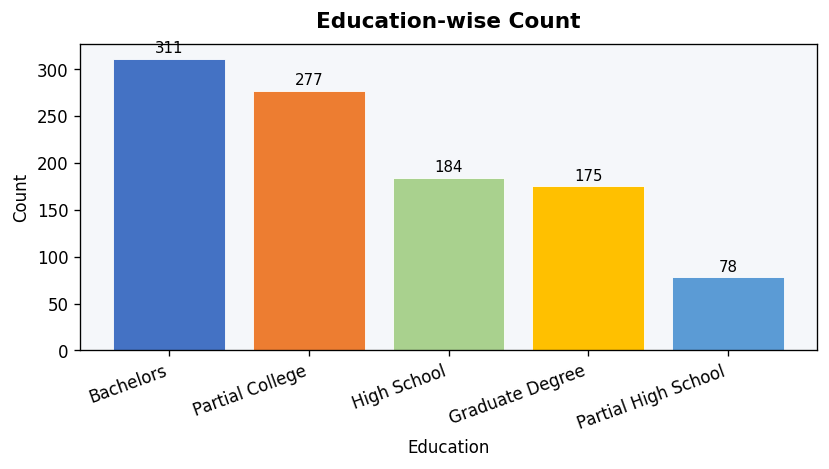 Education-wise Count
311
277
184
175
78
300
250
200
150
100
50
0
Count
Bachelors
Partial College
High School
Graduate Degree
Partial High School
Education